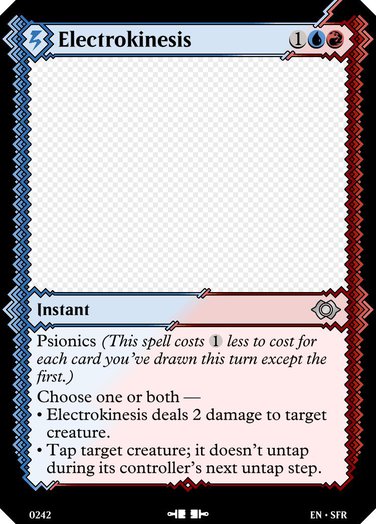 Electrokinesis
1
Instant
Psionics (This spell costs 1 less to cost for
each card you've drawn this turn except the
first.)
Choose one or both —
• Electrokinesis deals 2 damage to target
creature.
• Tap target creature; it doesn't untap
during its controller's next untap step.
0242
EN • SFR